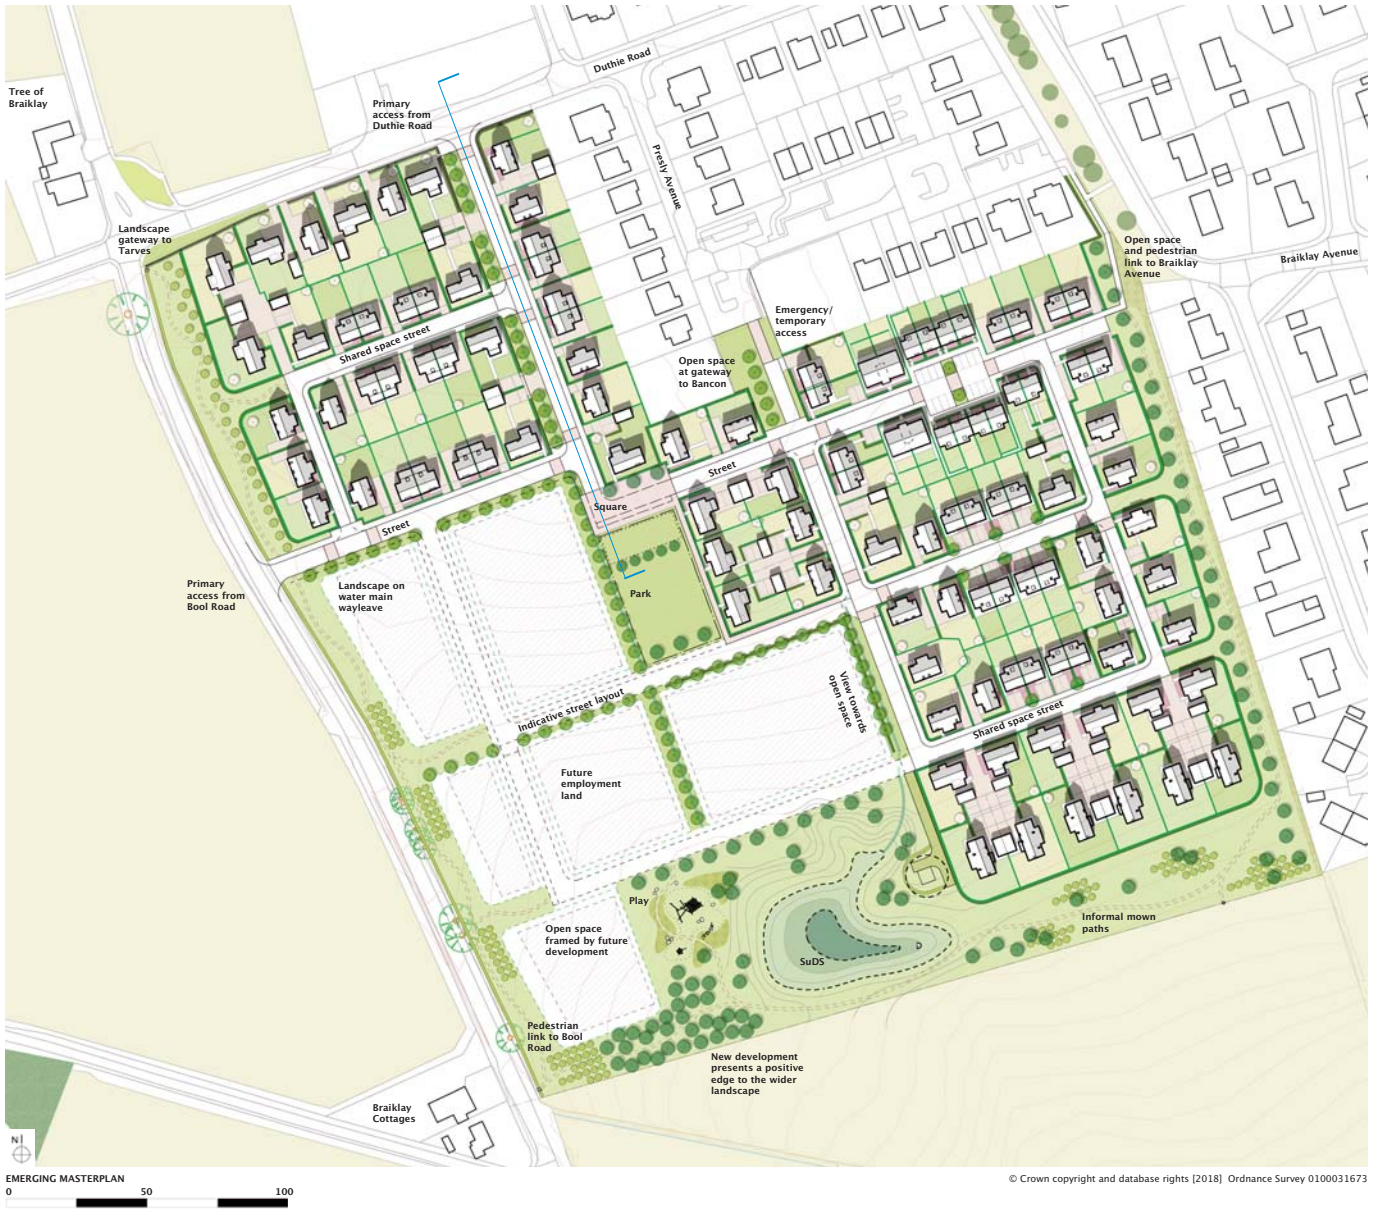 Duthie Road
Tree of
Braiklay
Primary
access from
Duthie Road
Presly Avenue
Landscape
gateway to
Tarves
Open space
and pedestrian
link to Braiklay
Avenue
Braiklay Avenue
Emergency/
temporary
access
Shared space street
Open space
at gateway
to Bancon
Street
Square
Street
Primary
access from
Bool Road
Landscape on
water main
wayleave
Park
Indicative street layout
View towards
open space
Shared space street
Future
employment
land
Play
Open space
framed by future
development
SuDS
Informal mown
paths
Pedestrian
link to Bool
Road
New development
presents a positive
edge to the wider
landscape
Braiklay
Cottages
N
EMERGING MASTERPLAN
0 50 100
© Crown copyright and database rights [2018] Ordnance Survey 0100031673